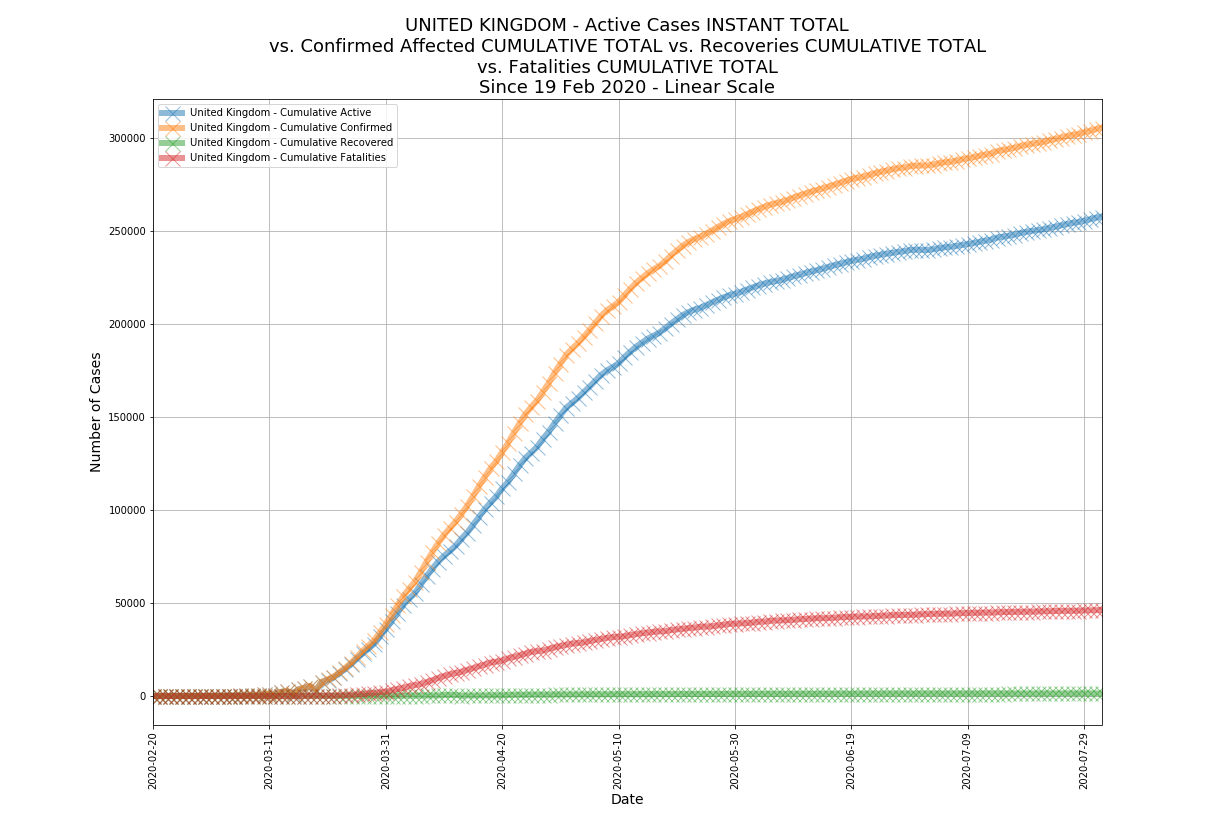 UNITED KINGDOM - Active Cases INSTANT TOTAL
vs. Confirmed Affected CUMULATIVE TOTAL vs. Recoveries CUMULATIVE TOTAL
vs. Fatalities CUMULATIVE TOTAL
Since 19 Feb 2020 - Linear Scale
United Kingdom - Cumulative Active
United Kingdom - Cumulative Confirmed
United Kingdom - Cumulative Recovered
United Kingdom - Cumulative Fatalities
Number of Cases
300000
250000
200000
150000
100000
50000
0
2020-02-20
2020-03-11
2020-03-31
2020-04-20
2020-05-10
2020-05-30
2020-06-19
2020-07-09
2020-07-29
Date